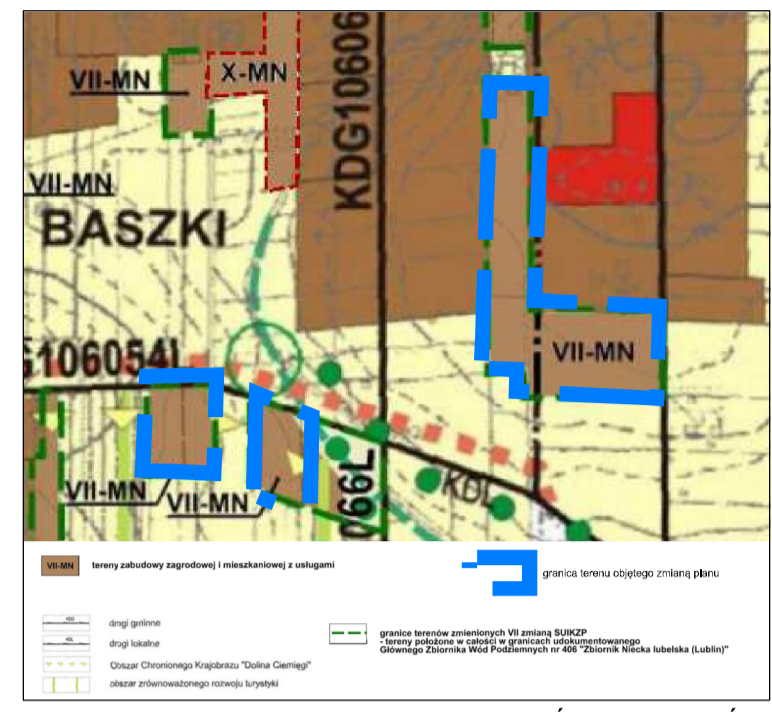 VII-MN
X-MN
KDG10606
VII-MN
BASZKI
G106054L
VII-MN
VII-MN
VII-MN
066L
KDL
VII-MN
tereny zabudowy zagrodowej i mieszkaniowej z usługami
granica terenu objętego zmianą planu
KDG
drogi gminne
KDL
drogi lokalne
Obszar Chronionego Krajobrazu "Dolina Ciemięgi"
obszar zrównoważonego rozwoju turystyki
granice terenów zmienionych VII zmianą SUIKZP
- tereny położone w całości w granicach udokumentowanego
Głównego Zbiornika Wód Podziemnych nr 406 "Zbiornik Niecka lubelska (Lublin)"